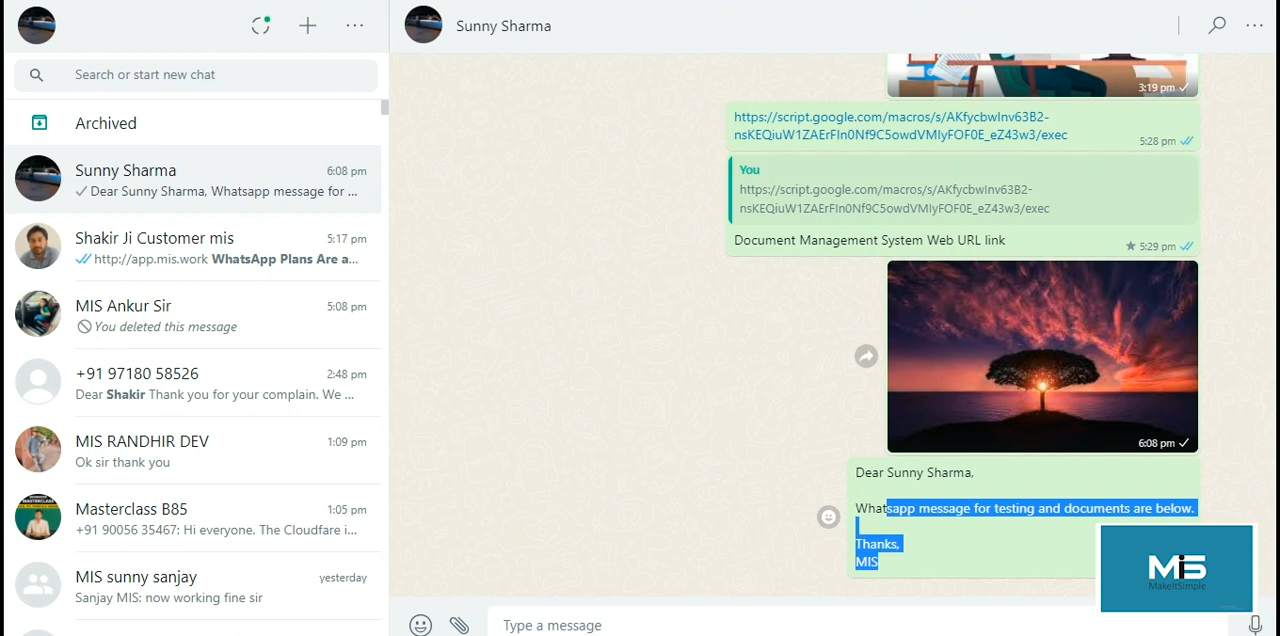 Sunny Sharma
Search or start new chat
Archived
Sunny Sharma 6:08 pm
Dear Sunny Sharma, Whatsapp message for ...
Shakir Ji Customer mis 5:17 pm
http://app.mis.work WhatsApp Plans Are a...
MIS Ankur Sir 5:08 pm
You deleted this message
+91 97180 58526 2:48 pm
Dear Shakir Thank you for your complain. We ...
MIS RANDHIR DEV 1:09 pm
Ok sir thank you
Masterclass B85 1:05 pm
+91 90056 35467: Hi everyone. The Cloudfare i...
MIS sunny sanjay yesterday
Sanjay MIS: now working fine sir
3:19 pm
https://script.google.com/macros/s/AKfycbwInv63B2-
nsKEQiuW1ZAErFIn0Nf9C5owdVMIyFOF0E_eZ43w3/exec
5:28 pm
You
https://script.google.com/macros/s/AKfycbwInv63B2-
nsKEQiuW1ZAErFIn0Nf9C5owdVMIyFOF0E_eZ43w3/exec
Document Management System Web URL link
5:29 pm
6:08 pm
Dear Sunny Sharma,
Whatsapp message for testing and documents are below.
Thanks,
MIS
MIS
MakeItSimple
Type a message